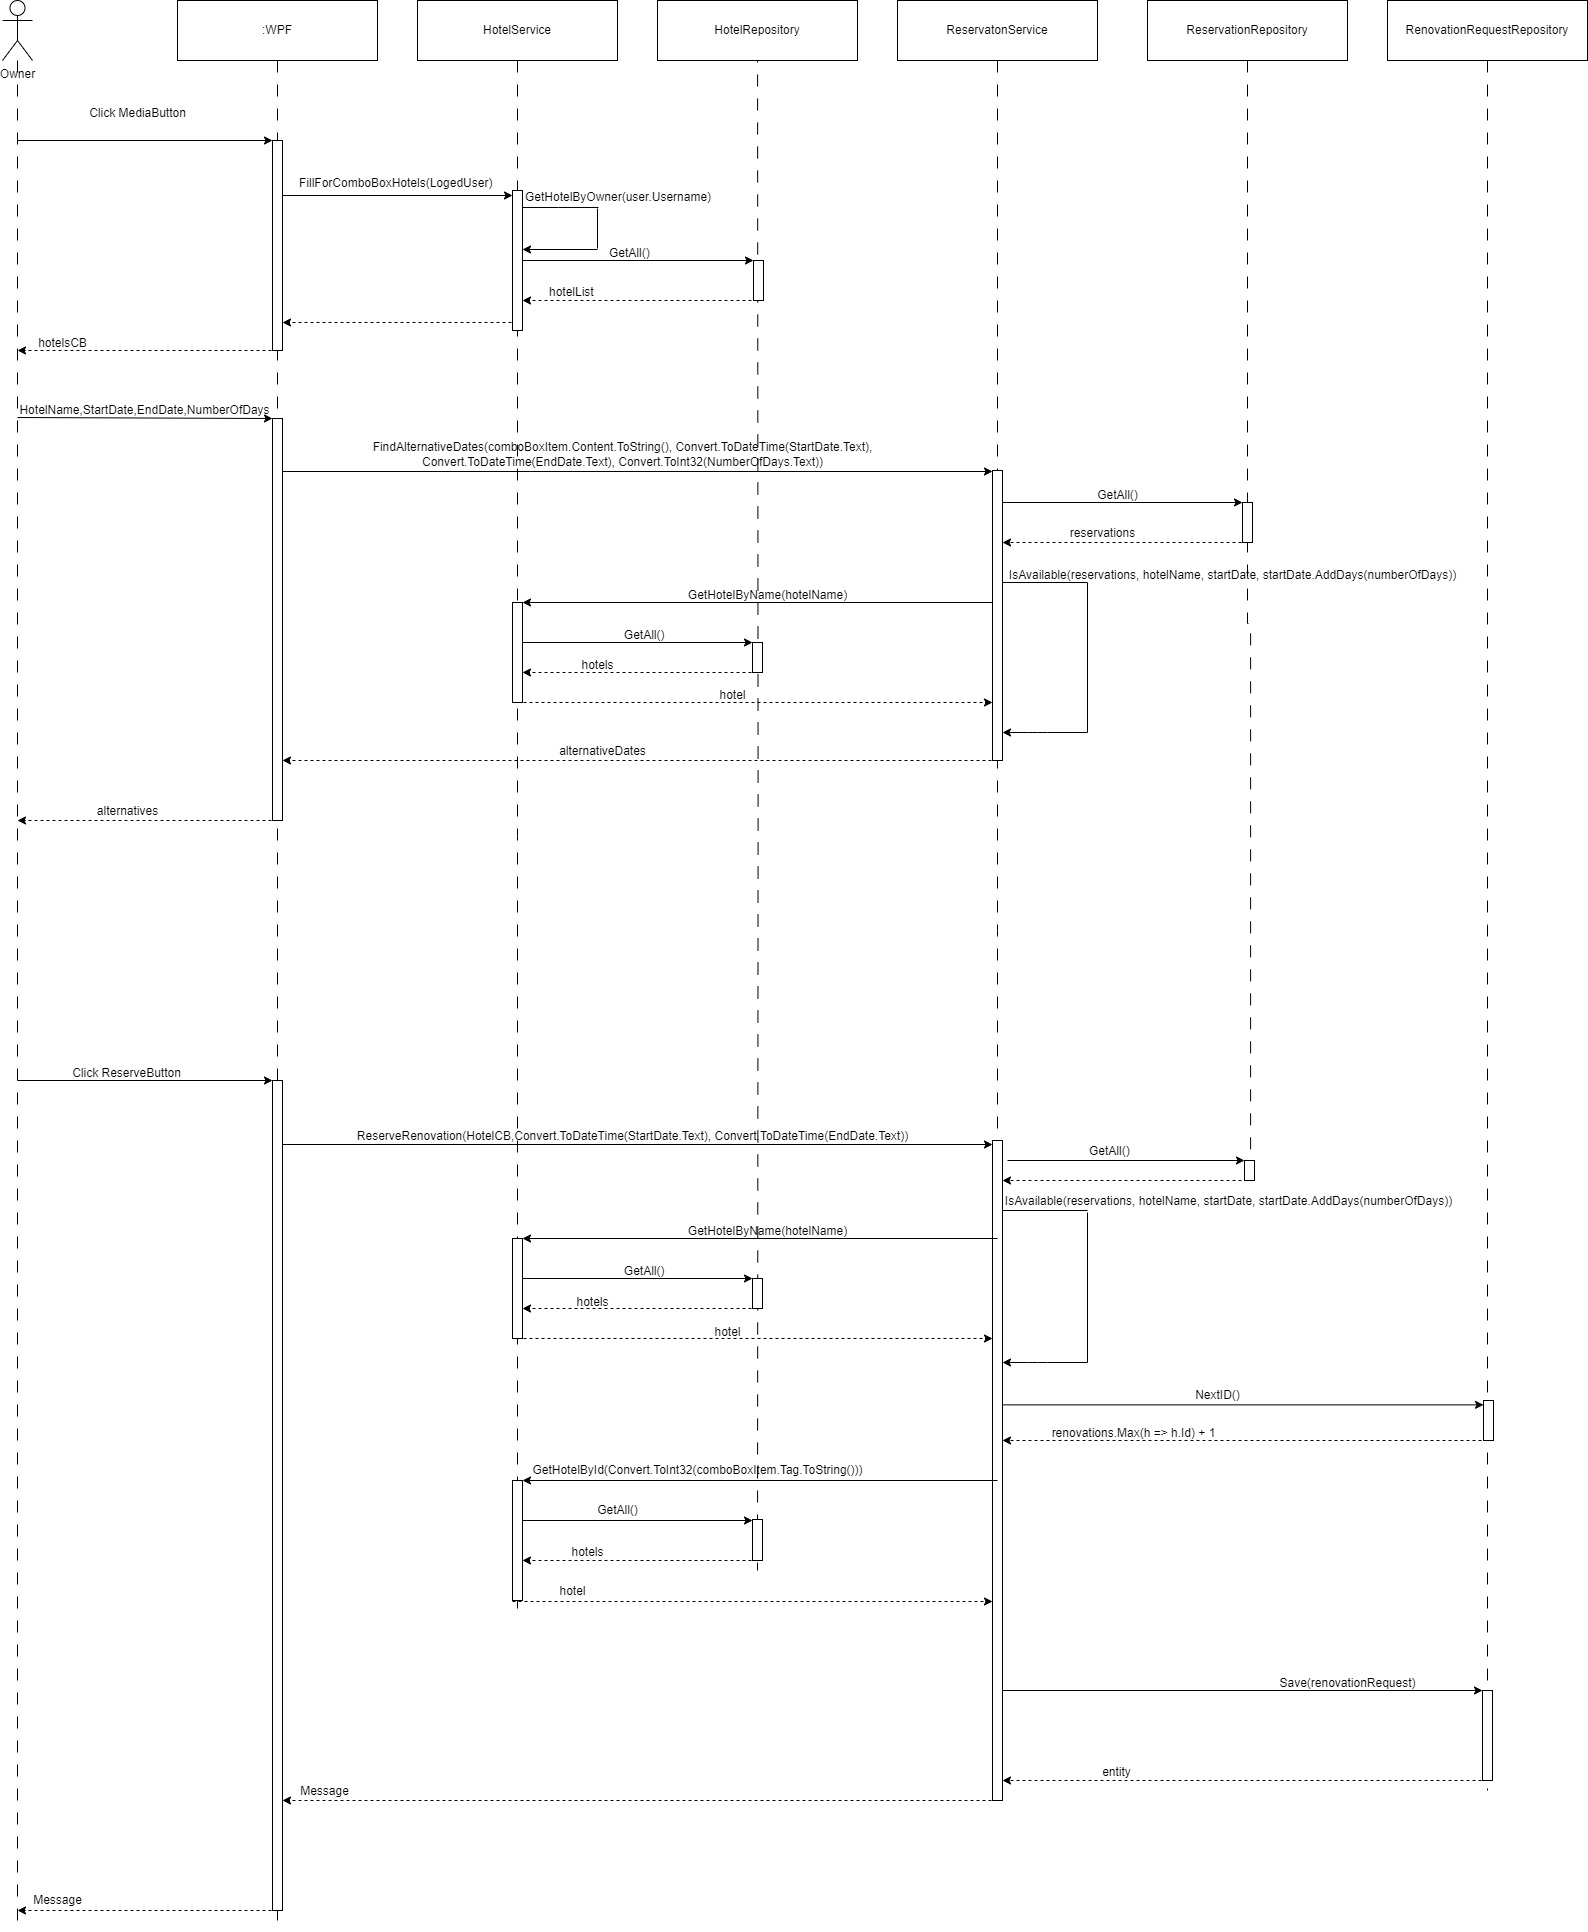 Owner
:WPF
HotelService
HotelRepository
ReservatonService
ReservationRepository
RenovationRequestRepository
Click MediaButton
FillForComboBoxHotels(LogedUser)
GetHotelByOwner(user.Username)
GetAll()
hotelList
hotelsCB
HotelName,StartDate,EndDate,NumberOfDays
FindAlternativeDates(comboBoxItem.Content.ToString(), Convert.ToDateTime(StartDate.Text),
Convert.ToDateTime(EndDate.Text), Convert.ToInt32(NumberOfDays.Text))
GetAll()
reservations
IsAvailable(reservations, hotelName, startDate, startDate.AddDays(numberOfDays))
GetHotelByName(hotelName)
GetAll()
hotels
hotel
alternativeDates
alternatives
Click ReserveButton
ReserveRenovation(HotelCB,Convert.ToDateTime(StartDate.Text), Convert.ToDateTime(EndDate.Text))
GetAll()
IsAvailable(reservations, hotelName, startDate, startDate.AddDays(numberOfDays))
GetHotelByName(hotelName)
GetAll()
hotels
hotel
NextID()
renovations.Max(h => h.Id) + 1
GetHotelById(Convert.ToInt32(comboBoxItem.Tag.ToString()))
GetAll()
hotels
hotel
Save(renovationRequest)
entity
Message
Message